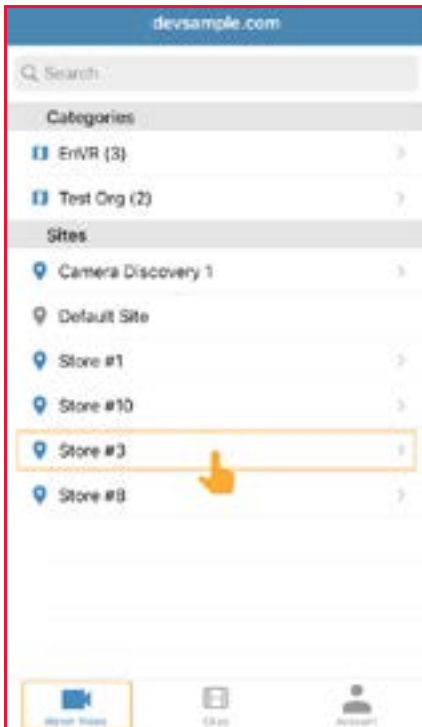 devsample.com
Search
Categories
EnVR (3)
Test Org (2)
Sites
Camera Discovery 1
Default Site
Store #1
Store #10
Store #3
Store #8
Account